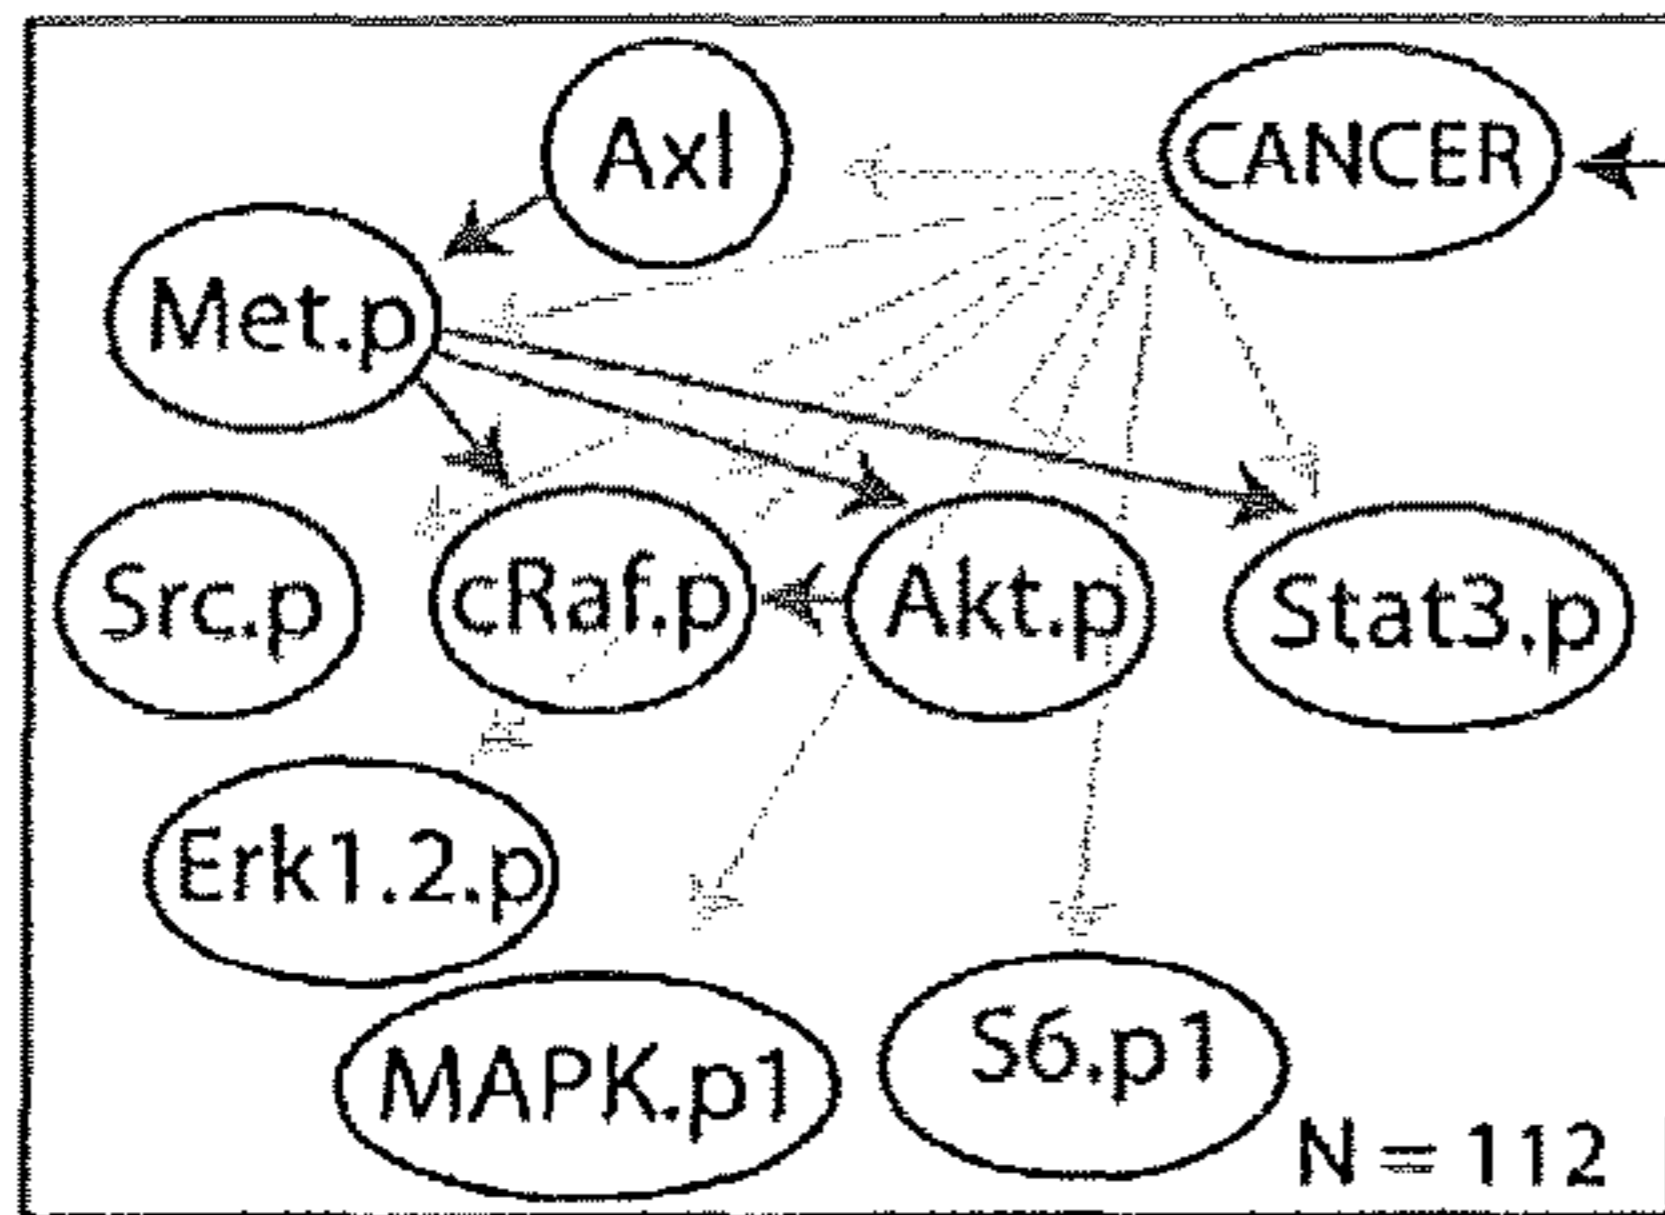 Axl
CANCER
Met.p
Src.p
cRaf.p
Akt.p
Stat3.p
Erk1.2.p
MAPK.p1
S6.p1
N = 112